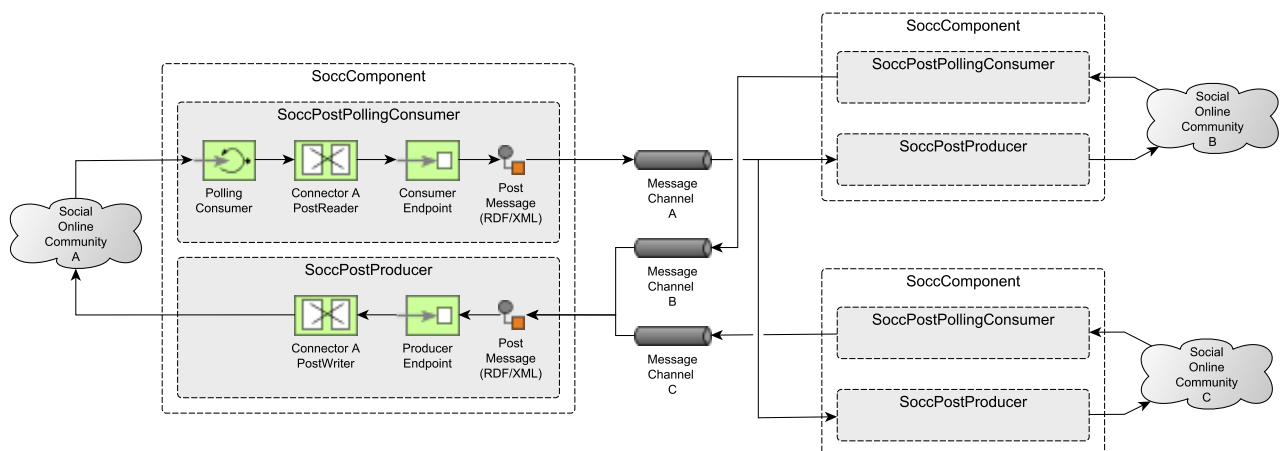 SoccComponent
SoccPostPollingConsumer
Polling
Consumer
Connector A
PostReader
Consumer
Endpoint
Post
Message
(RDF/XML)
SoccPostProducer
Connector A
PostWriter
Producer
Endpoint
Post
Message
(RDF/XML)
Social
Online
Community
A
Message
Channel
A
Message
Channel
B
Message
Channel
C
SoccComponent
SoccPostPollingConsumer
SoccPostProducer
Social
Online
Community
B
SoccComponent
SoccPostPollingConsumer
SoccPostProducer
Social
Online
Community
C